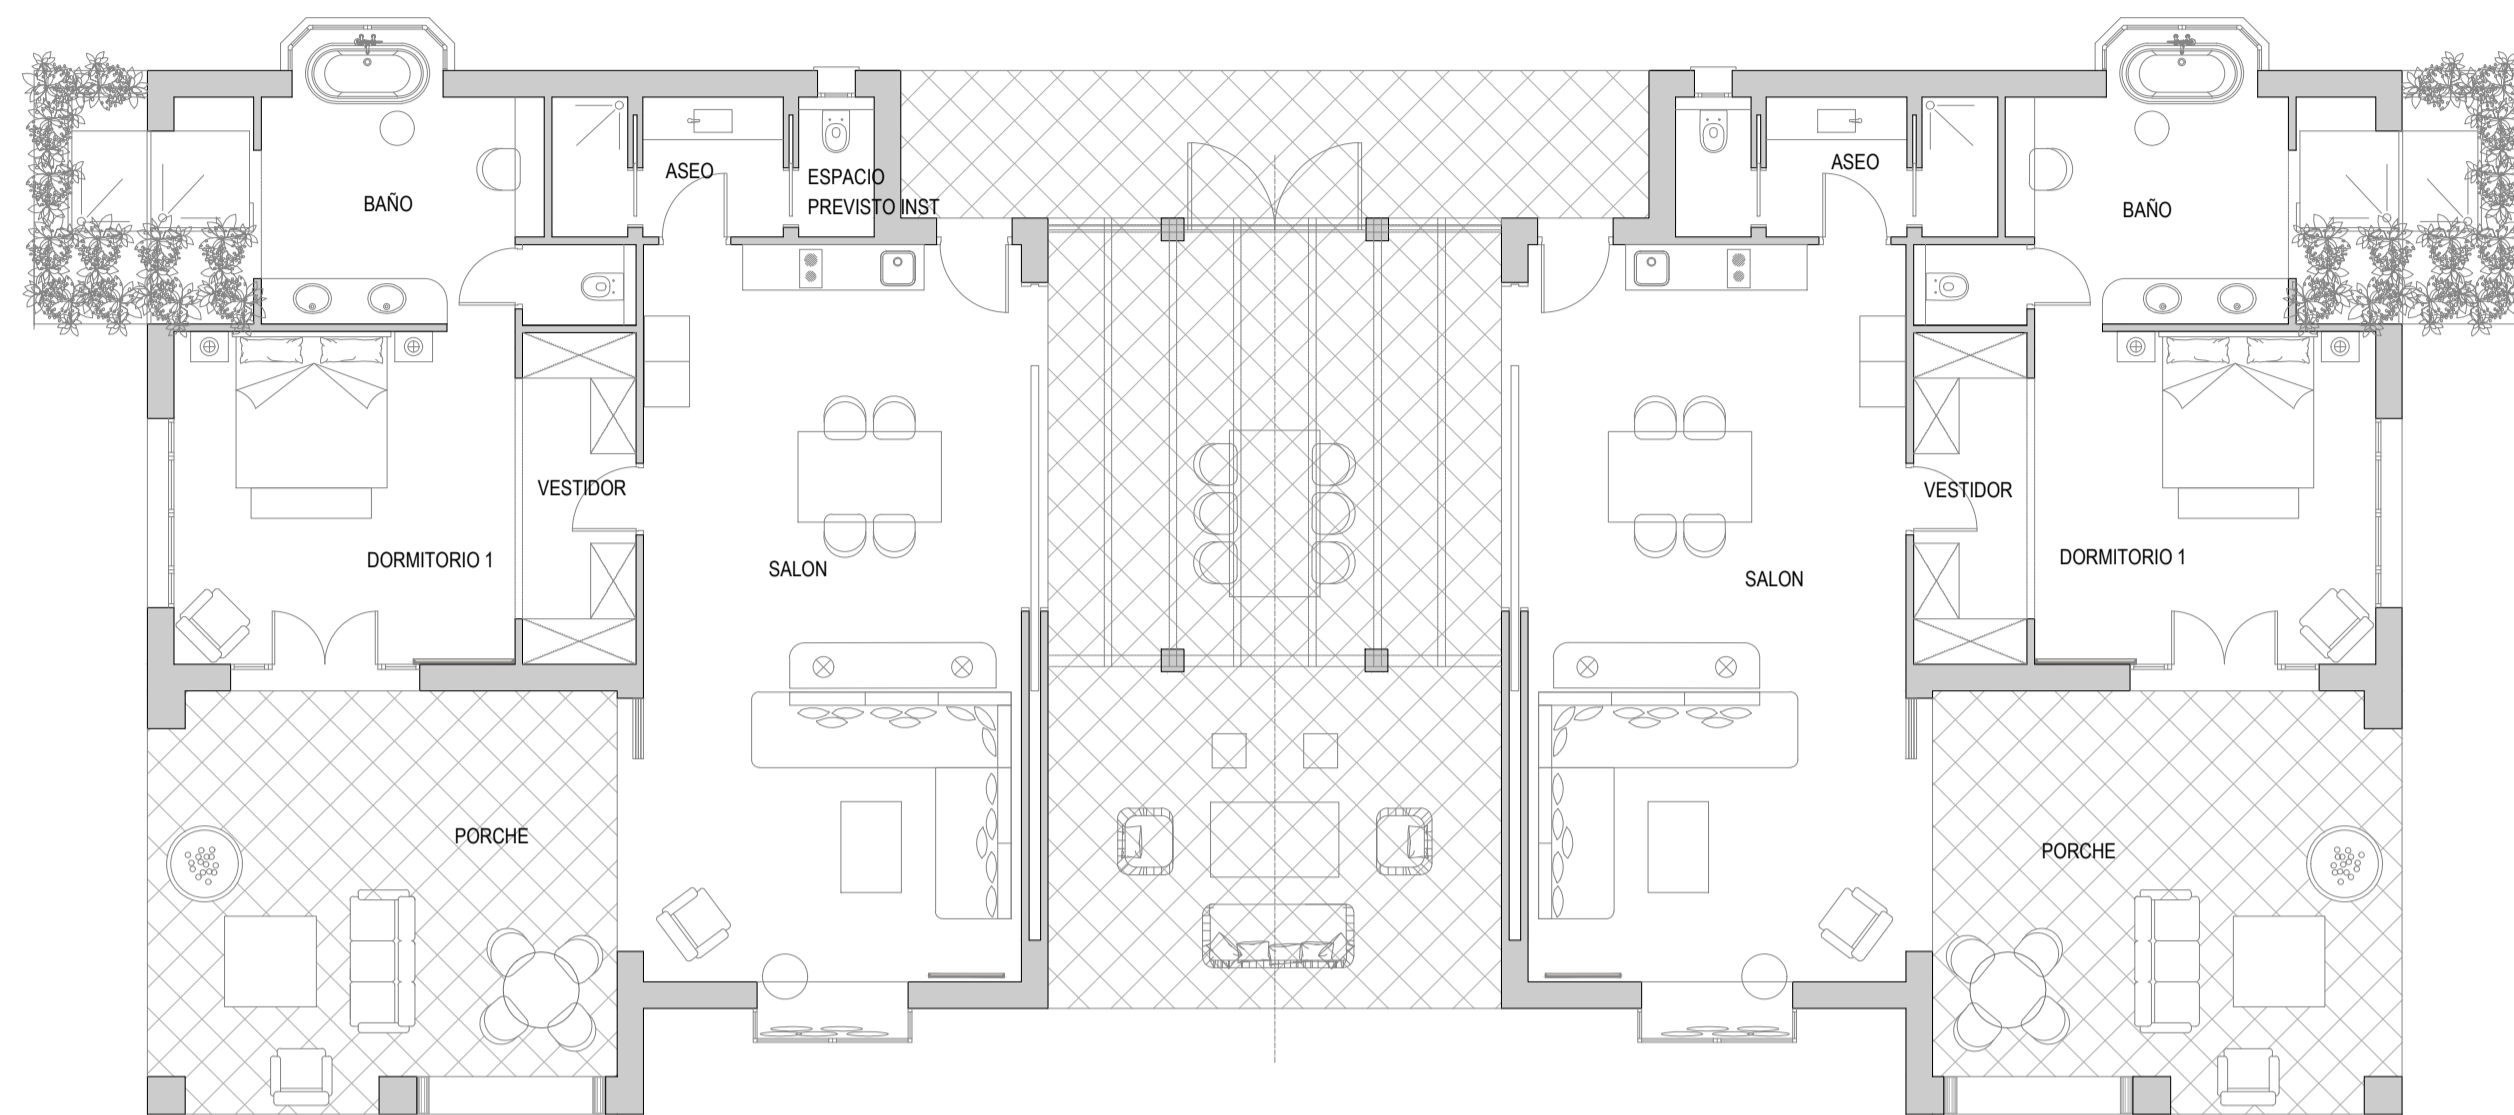 ASEO
ESPACIO
PREVISTO INST
BAÑO
VESTIDOR
DORMITORIO 1
SALON
PORCHE
ASEO
BAÑO
VESTIDOR
DORMITORIO 1
SALON
PORCHE